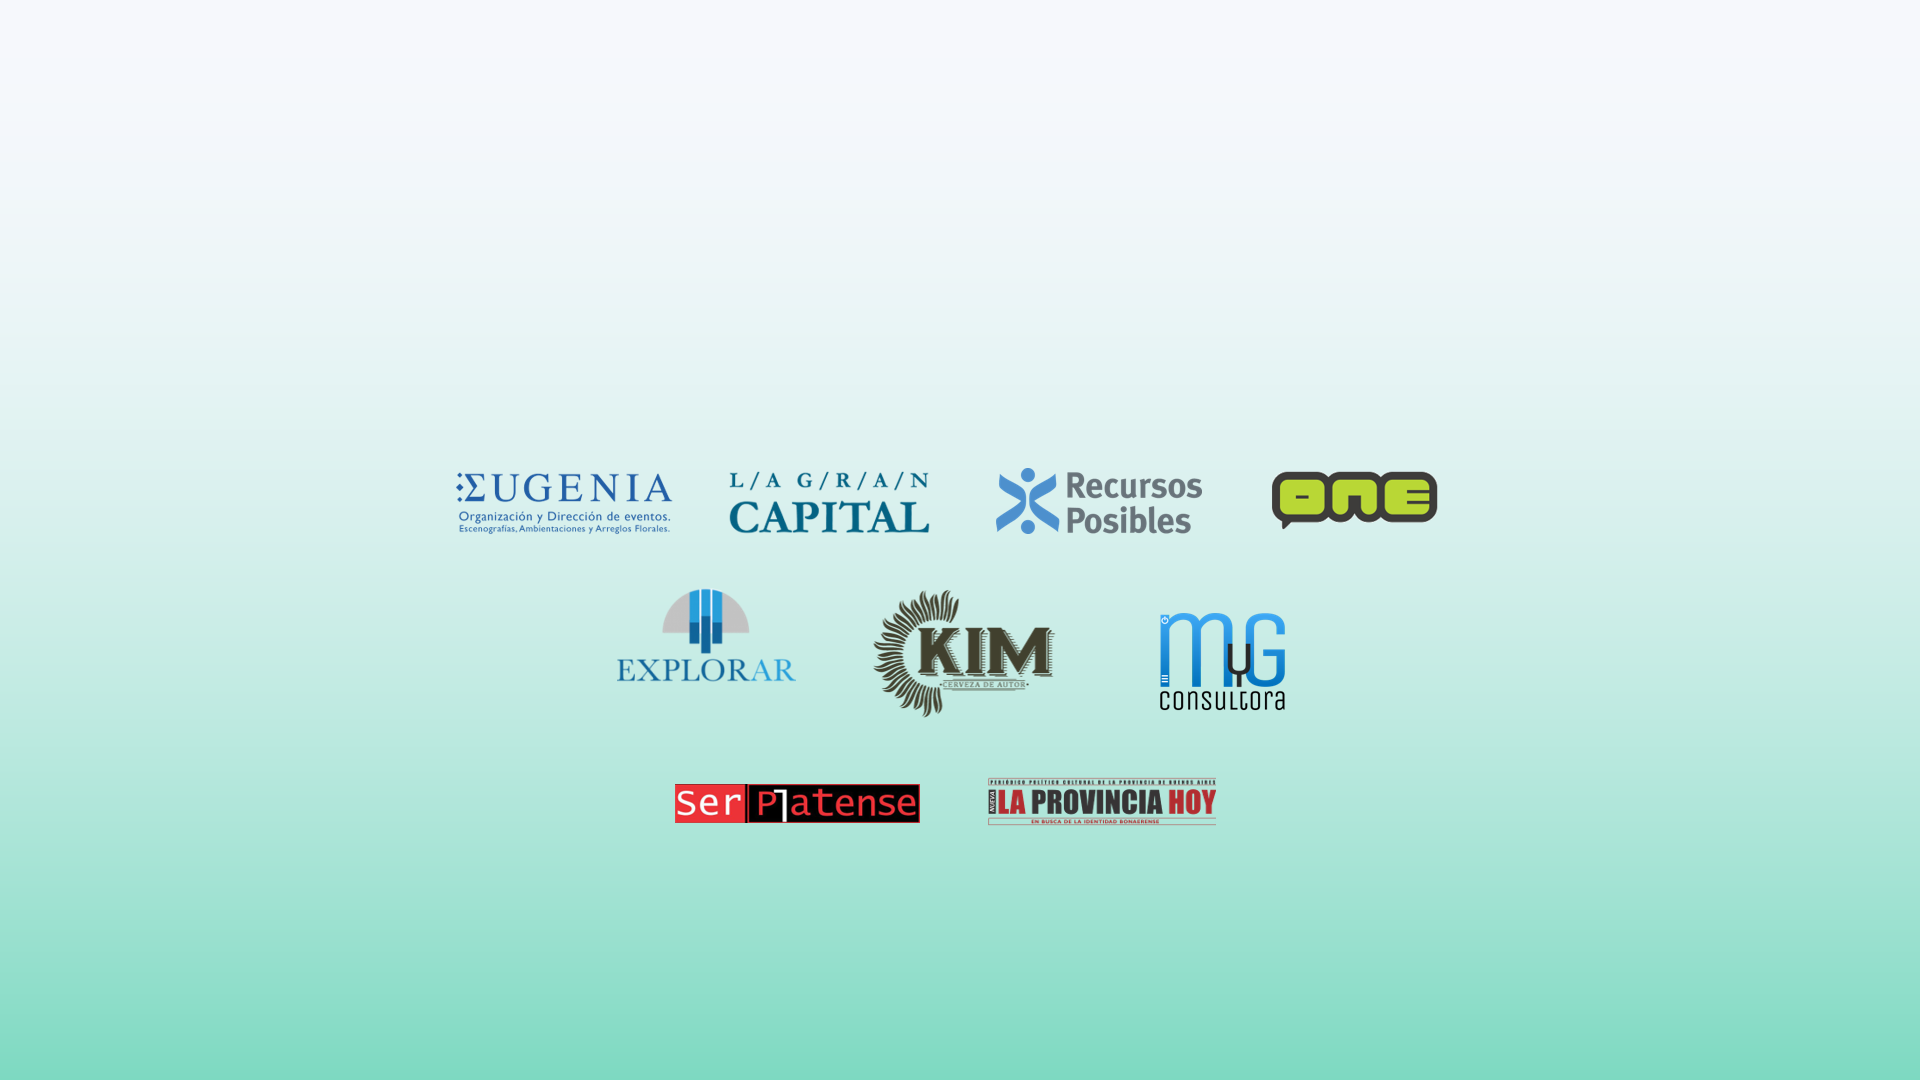 ΣUGENIA
Organización y Dirección de eventos.
Escenografías, Ambientaciones y Arreglos Florales.
L/A G/R/A/N
CAPITAL
Recursos
Posibles
one
EXPLORAR
KIM
CERVEZA DE AUTOR
MyG
consultora
Ser Platense
PERIÓDICO POLÍTICO CULTURAL DE LA PROVINCIA DE BUENOS AIRES
NUEVA LA PROVINCIA HOY
EN BUSCA DE LA IDENTIDAD BONAERENSE